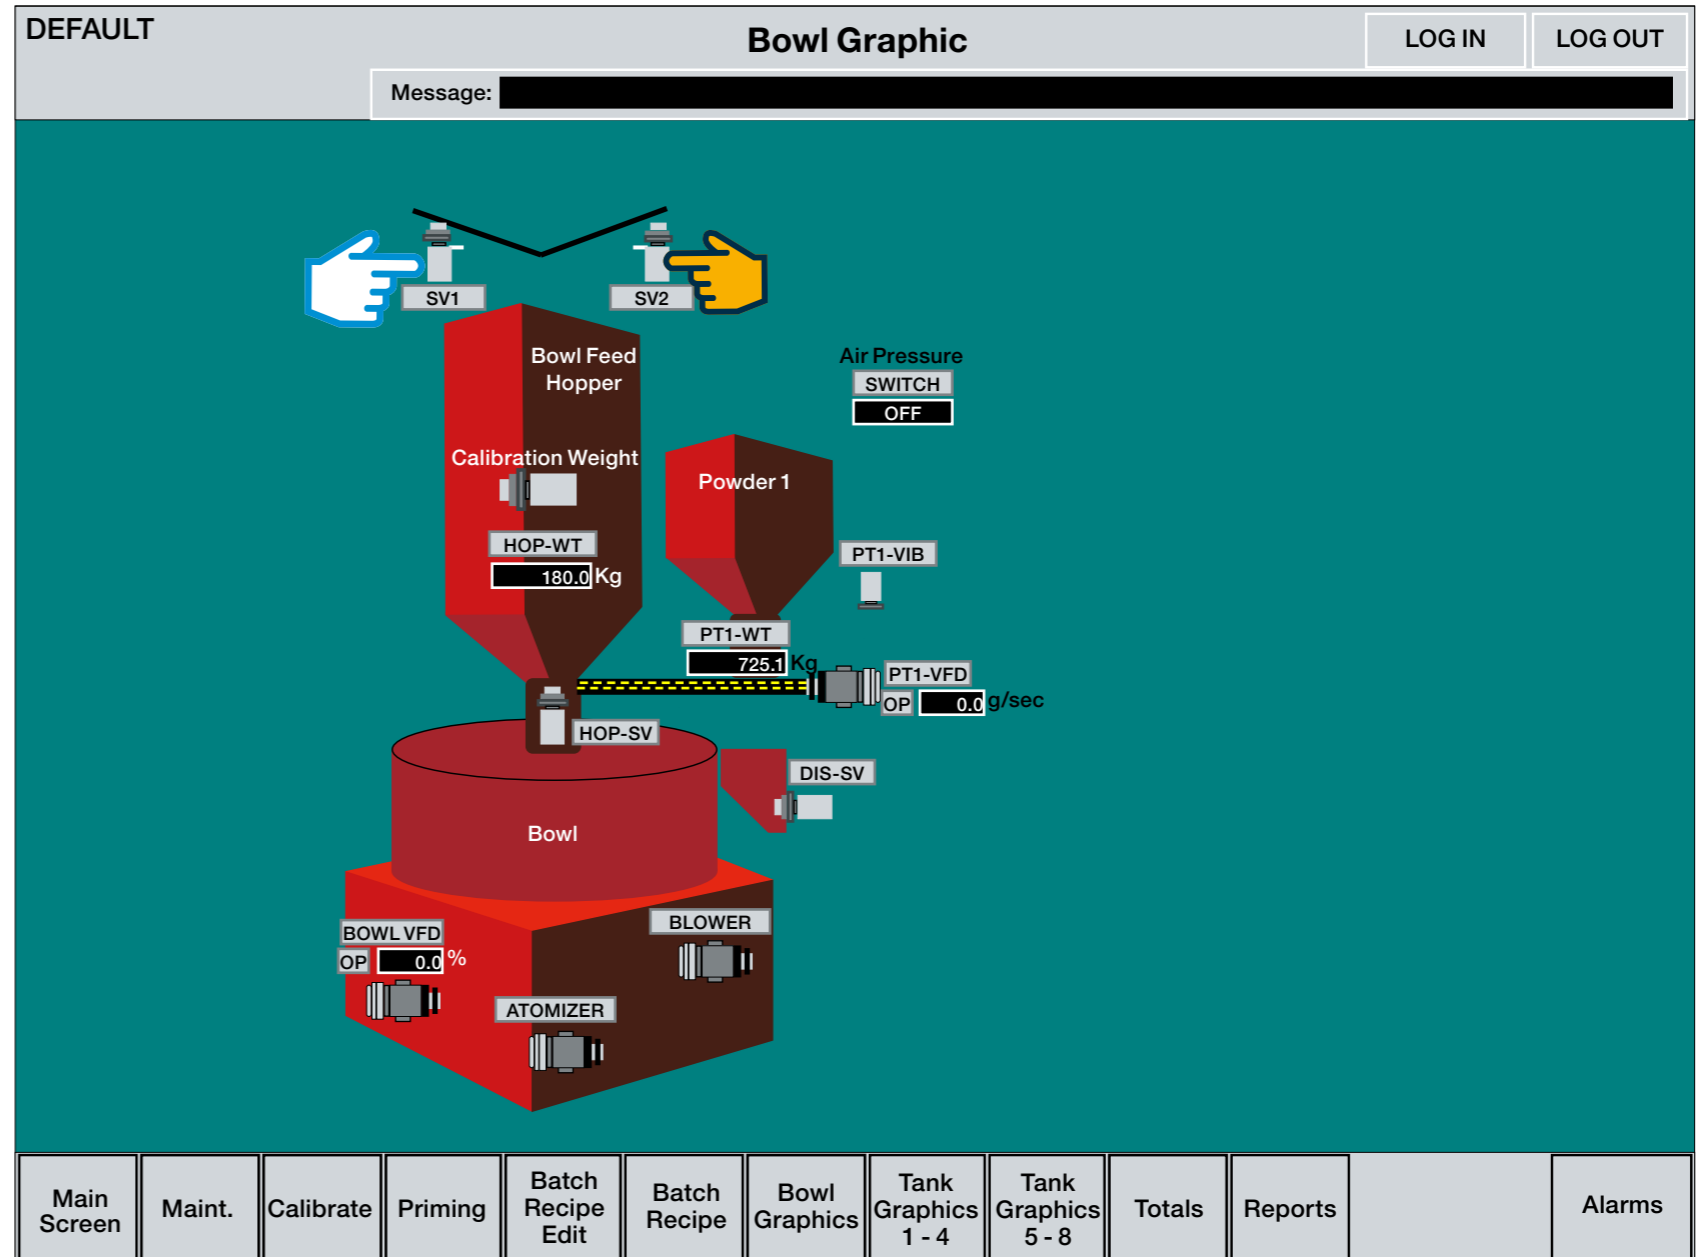 DEFAULT
Bowl Graphic
LOG IN
LOG OUT
Message:
SV1
SV2
Bowl Feed
Hopper
Air Pressure
SWITCH
OFF
Calibration Weight
Powder 1
HOP-WT
180.0 Kg
PT1-VIB
PT1-WT
725.1 Kg
PT1-VFD
OP 0.0 g/sec
HOP-SV
DIS-SV
Bowl
BLOWER
BOWL VFD
OP 0.0 %
ATOMIZER
Main
Screen
Maint.
Calibrate
Priming
Batch
Recipe
Edit
Batch
Recipe
Bowl
Graphics
Tank
Graphics
1 - 4
Tank
Graphics
5 - 8
Totals
Reports
Alarms